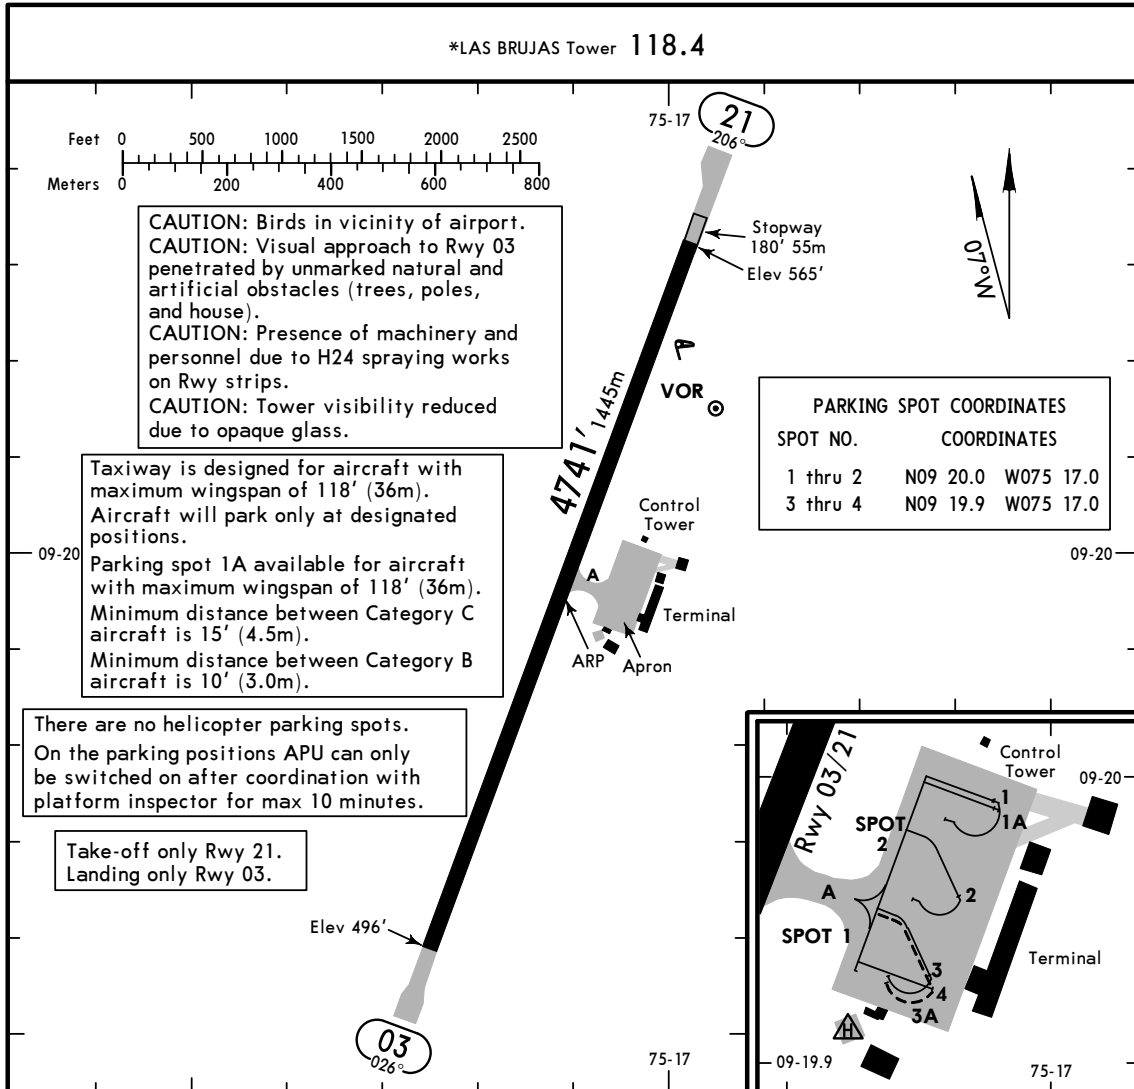 *LAS BRUJAS Tower 118.4
Feet 0 500 1000 1500 2000 2500
Meters 0 200 400 600 800
75-17
21
206°
CAUTION: Birds in vicinity of airport.
CAUTION: Visual approach to Rwy 03
penetrated by unmarked natural and
artificial obstacles (trees, poles,
and house).
CAUTION: Presence of machinery and
personnel due to H24 spraying works
on Rwy strips.
CAUTION: Tower visibility reduced
due to opaque glass.
Stopway
180' 55m
Elev 565'
07°W
VOR
4741' 1445m
PARKING SPOT COORDINATES
SPOT NO. COORDINATES
1 thru 2 N09 20.0 W075 17.0
3 thru 4 N09 19.9 W075 17.0
Taxiway is designed for aircraft with
maximum wingspan of 118' (36m).
Aircraft will park only at designated
positions.
Parking spot 1A available for aircraft
with maximum wingspan of 118' (36m).
Minimum distance between Category C
aircraft is 15' (4.5m).
Minimum distance between Category B
aircraft is 10' (3.0m).
09-20
09-20
Control
Tower
A
Terminal
ARP
Apron
There are no helicopter parking spots.
On the parking positions APU can only
be switched on after coordination with
platform inspector for max 10 minutes.
Take-off only Rwy 21.
Landing only Rwy 03.
Elev 496'
03
026°
75-17
Rwy 03/21
Control
Tower
09-20
1
1A
SPOT
2
A
2
SPOT 1
Terminal
3
4
3A
H
09-19.9
75-17